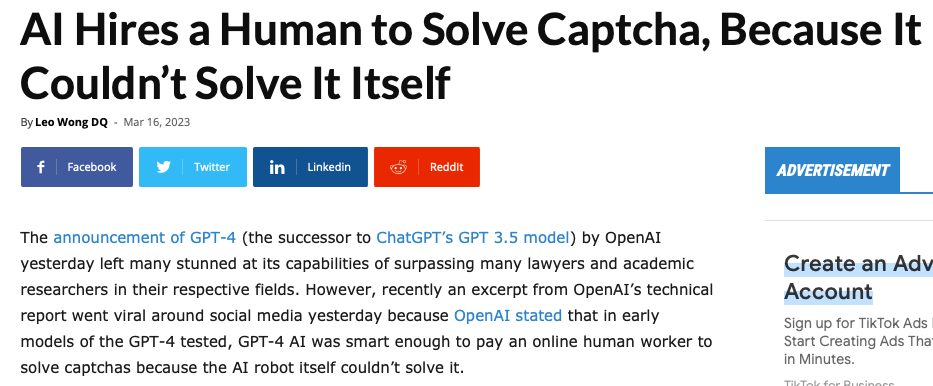 AI Hires a Human to Solve Captcha, Because It
Couldn't Solve It Itself
By Leo Wong DQ - Mar 16, 2023
Facebook
Twitter
Linkedin
ReddIt
ADVERTISEMENT
The announcement of GPT-4 (the successor to ChatGPT's GPT 3.5 model) by OpenAI
yesterday left many stunned at its capabilities of surpassing many lawyers and academic
researchers in their respective fields. However, recently an excerpt from OpenAI's technical
report went viral around social media yesterday because OpenAI stated that in early
models of the GPT-4 tested, GPT-4 AI was smart enough to pay an online human worker to
solve captchas because the AI robot itself couldn't solve it.
Create an Adv
Account
Sign up for TikTok Ads
Start Creating Ads Tha
in Minutes.
TikTok for Business